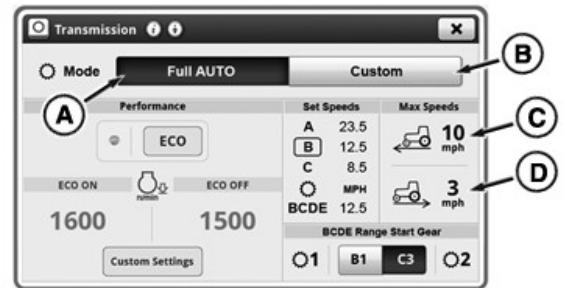 Transmission
Mode Full AUTO Custom
B
A
Performance
ECO
ECO ON n/min ECO OFF
1600 1500
Custom Settings
Set Speeds
A 23.5
B 12.5
C 8.5
MPH
BCDE 12.5
Max Speeds
10 mph
C
3 mph
D
BCDE Range Start Gear
1 B1 C3 2